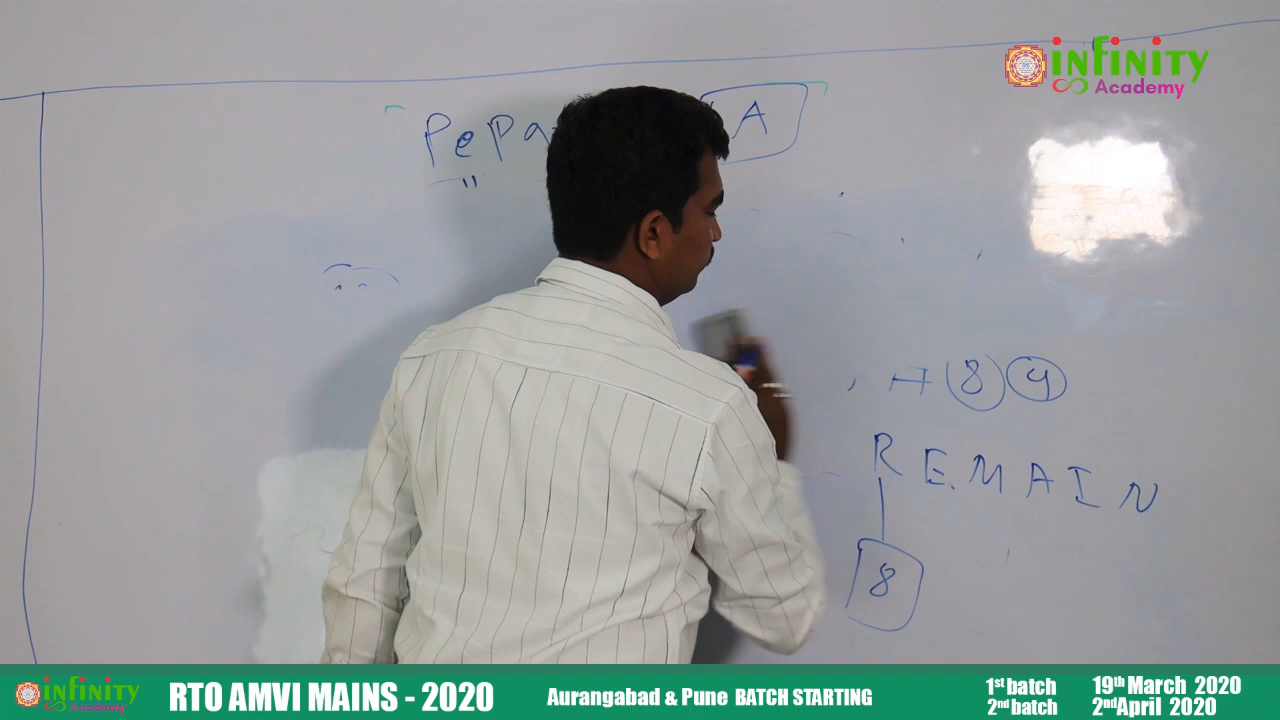 infinity
Academy
Pepa A
8 4
R E M A I N
8
infinity
Academy
RTO AMVI MAINS - 2020
Aurangabad & Pune BATCH STARTING
1st batch 19th March 2020
2nd batch 2nd April 2020